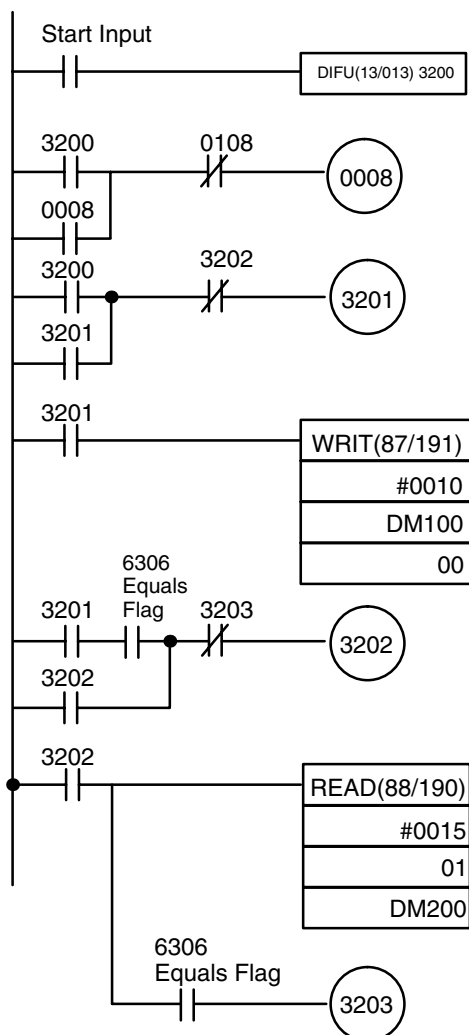 Start Input
DIFU(13/013) 3200
3200
0108
0008
0008
3200
3202
3201
3201
3201
WRIT(87/191)
#0010
DM100
00
6306
Equals
Flag
3201
3203
3202
3202
3202
READ(88/190)
#0015
01
DM200
6306
Equals Flag
3203